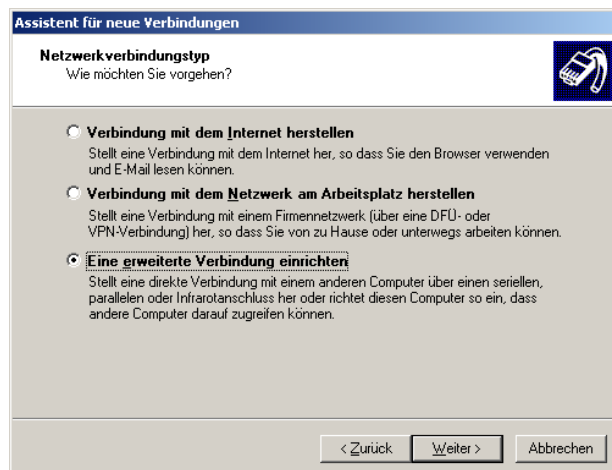 Assistent für neue Verbindungen
Netzwerkverbindungstyp
Wie möchten Sie vorgehen?
Verbindung mit dem Internet herstellen
Stellt eine Verbindung mit dem Internet her, so dass Sie den Browser verwenden
und E-Mail lesen können.
Verbindung mit dem Netzwerk am Arbeitsplatz herstellen
Stellt eine Verbindung mit einem Firmennetzwerk (über eine DFÜ- oder
VPN-Verbindung) her, so dass Sie von zu Hause oder unterwegs arbeiten können.
Eine erweiterte Verbindung einrichten
Stellt eine direkte Verbindung mit einem anderen Computer über einen seriellen,
parallelen oder Infrarotanschluss her oder richtet diesen Computer so ein, dass
andere Computer darauf zugreifen können.
< Zurück Weiter > Abbrechen